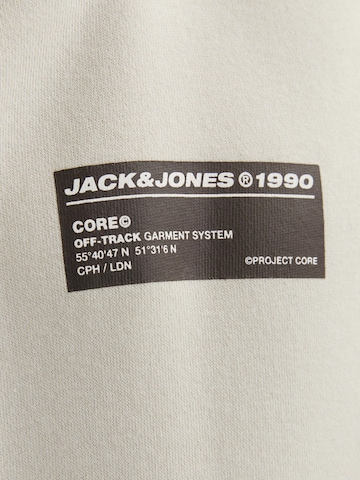 JACK&JONES ® 1990
CORE©
OFF-TRACK GARMENT SYSTEM
55°40'47 N 51°31'6 N
CPH / LDN
©PROJECT CORE